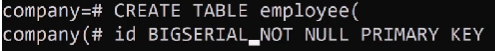 company=# CREATE TABLE employee(
company(# id BIGSERIAL NOT NULL PRIMARY KEY